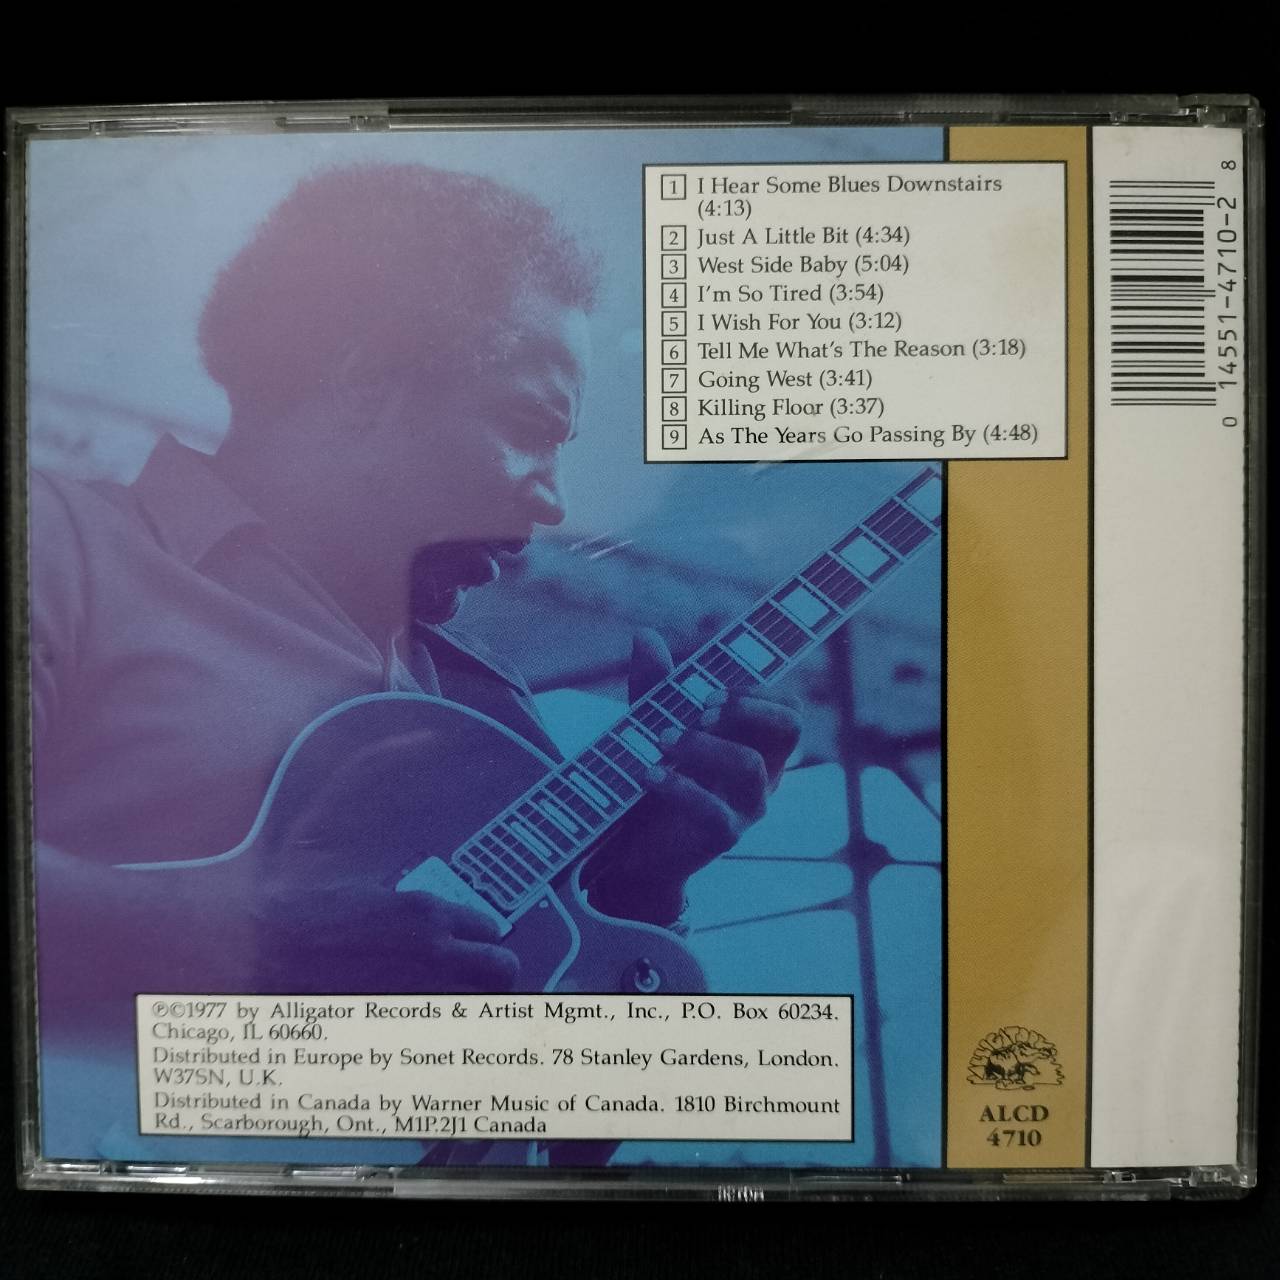 1 I Hear Some Blues Downstairs
(4:13)
2 Just A Little Bit (4:34)
3 West Side Baby (5:04)
4 I'm So Tired (3:54)
5 I Wish For You (3:12)
6 Tell Me What's The Reason (3:18)
7 Going West (3:41)
8 Killing Floor (3:37)
9 As The Years Go Passing By (4:48)
0 14551-4710-2 8
℗©1977 by Alligator Records & Artist Mgmt., Inc., P.O. Box 60234,
Chicago, IL 60660.
Distributed in Europe by Sonet Records. 78 Stanley Gardens, London.
W37SN, U.K.
Distributed in Canada by Warner Music of Canada. 1810 Birchmount
Rd., Scarborough, Ont., M1P.2J1 Canada
ALCD
4710